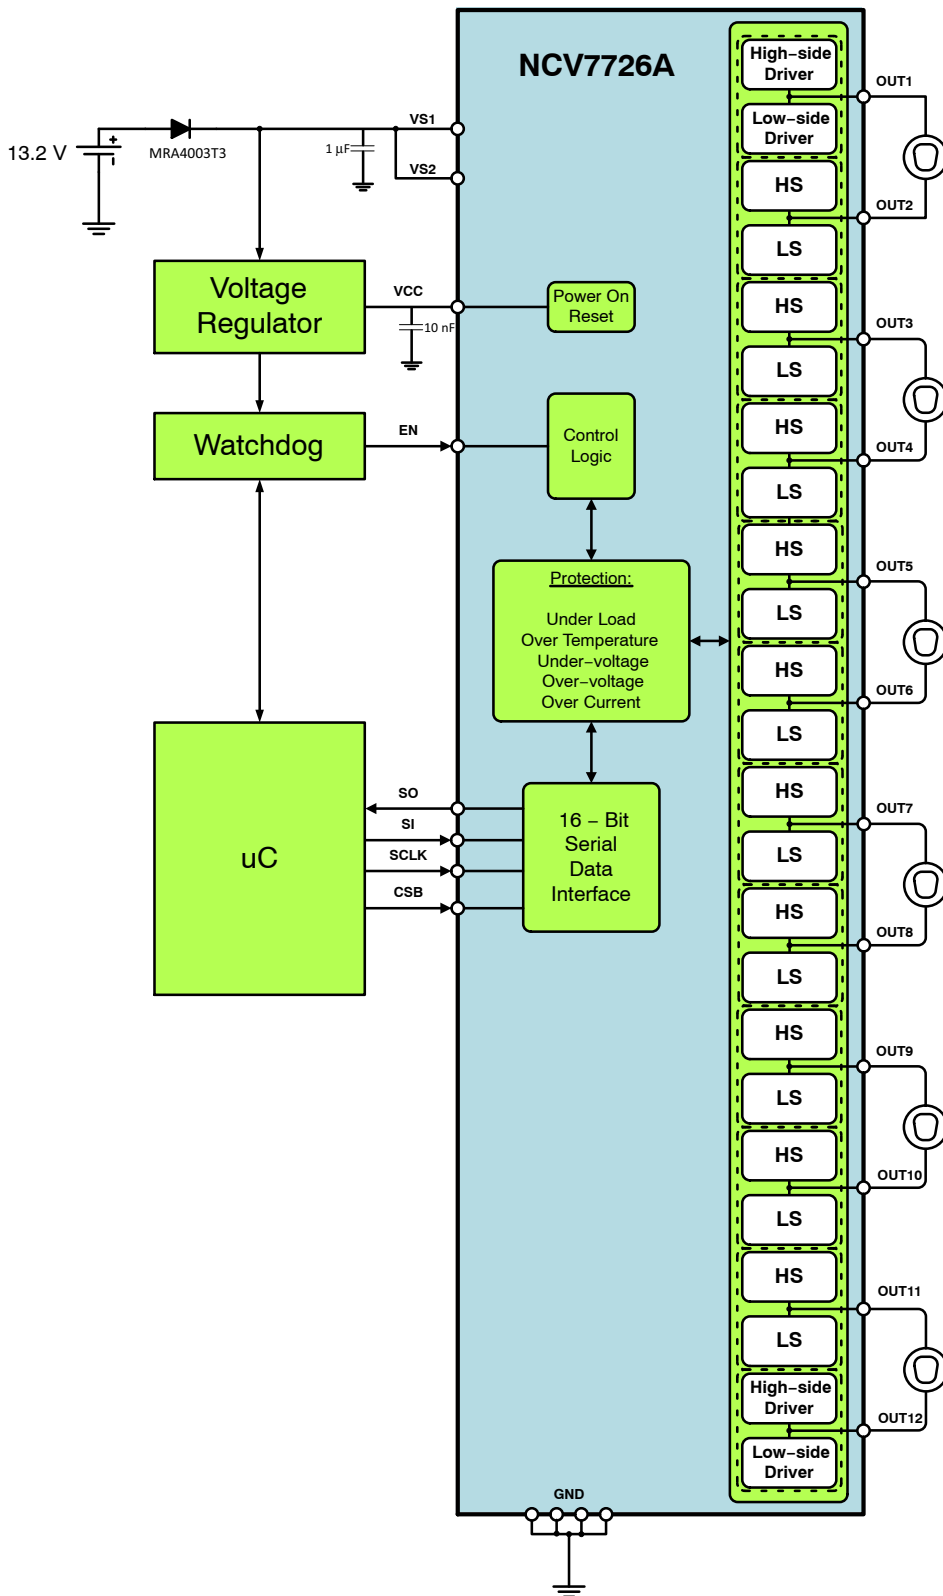 NCV7726A
High−side
Driver
OUT1
Low−side
Driver
13.2 V
MRA4003T3
1 µF
VS1
VS2
HS
OUT2
LS
Voltage
Regulator
VCC
10 nF
Power On
Reset
HS
OUT3
LS
Watchdog
EN
Control
Logic
HS
OUT4
LS
HS
OUT5
LS
Protection:
Under Load
Over Temperature
Under−voltage
Over−voltage
Over Current
HS
OUT6
LS
uC
SO
SI
SCLK
CSB
16 − Bit
Serial
Data
Interface
HS
OUT7
LS
HS
OUT8
LS
HS
OUT9
LS
HS
OUT10
LS
HS
OUT11
LS
High−side
Driver
OUT12
Low−side
Driver
GND